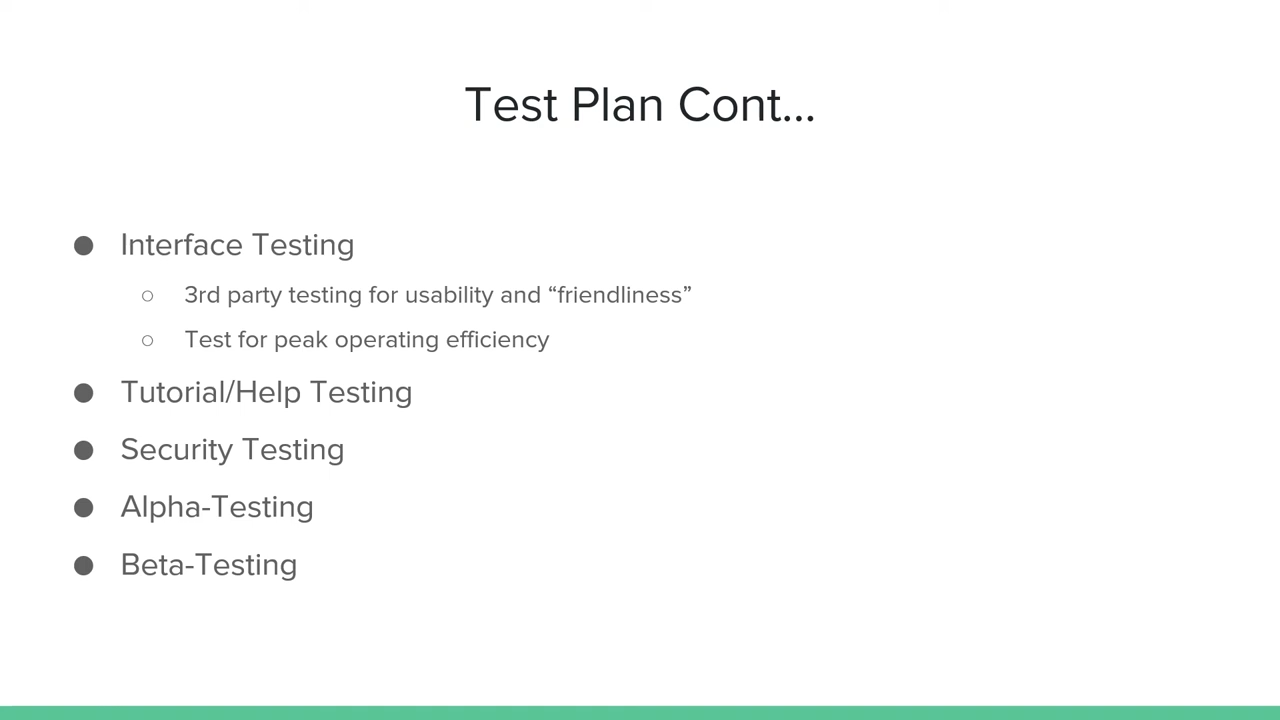 Test Plan Cont...
● Interface Testing
○ 3rd party testing for usability and “friendliness”
○ Test for peak operating efficiency
● Tutorial/Help Testing
● Security Testing
● Alpha-Testing
● Beta-Testing